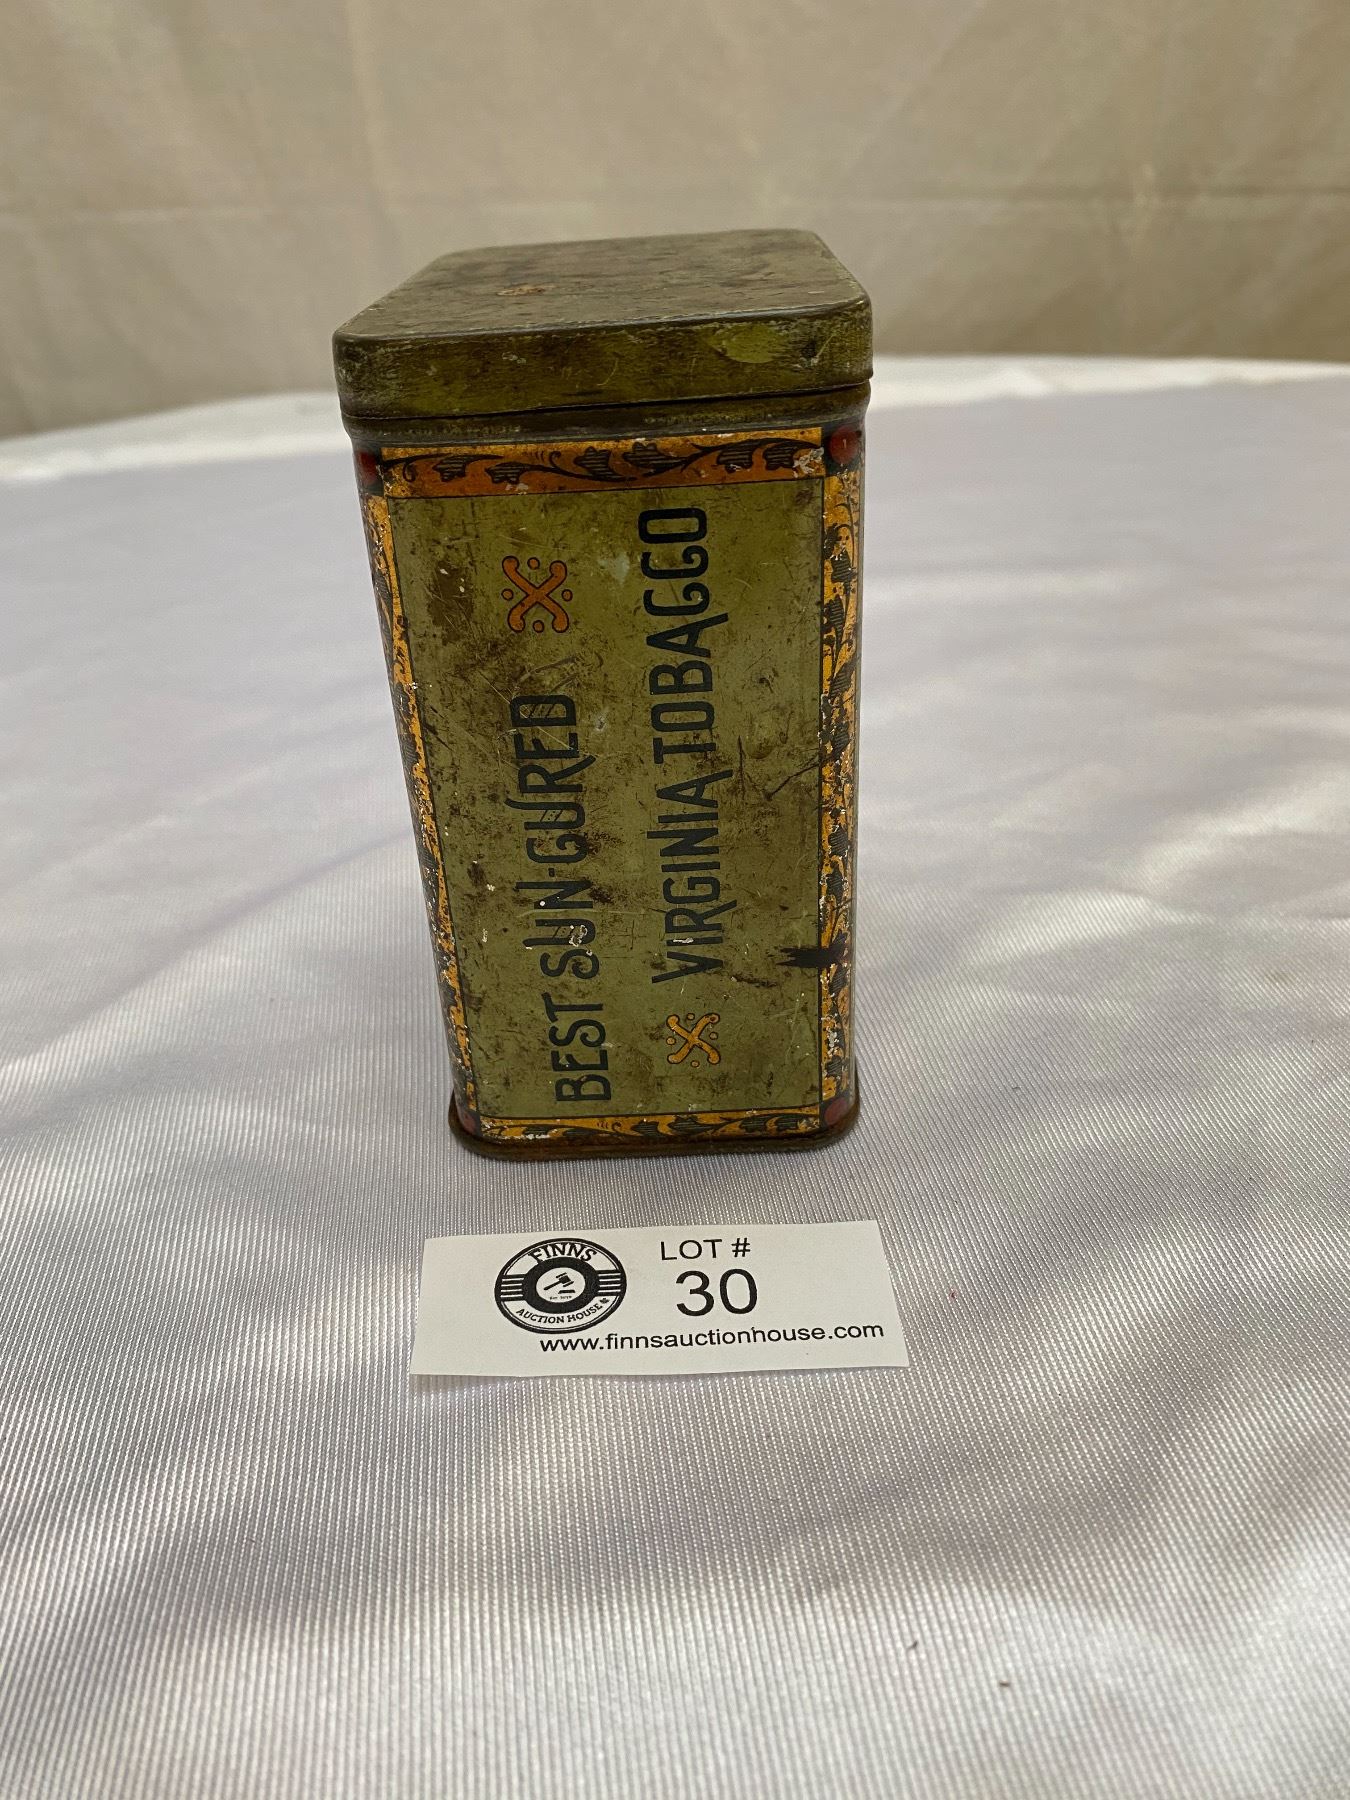 BEST SUN-CURED
VIRGINIA TOBACCO
FINNS
AUCTION HOUSE
LOT #
30
www.finnsauctionhouse.com